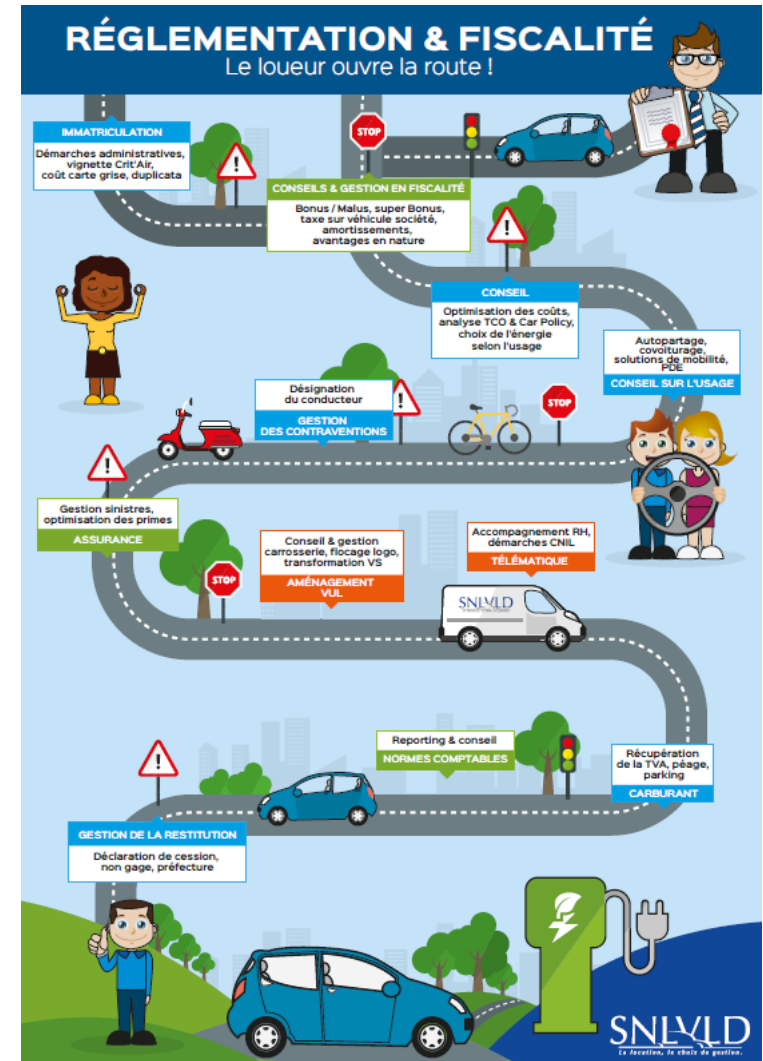 RÉGLEMENTATION & FISCALITÉ
Le loueur ouvre la route !
IMMATRICULATION
Démarches administratives,
vignette Crit'Air,
coût carte grise, duplicata
STOP
CONSEILS & GESTION EN FISCALITÉ
Bonus / Malus, super Bonus,
taxe sur véhicule société,
amortissements,
avantages en nature
CONSEIL
Optimisation des coûts,
analyse TCO & Car Policy,
choix de l'énergie
selon l'usage
Autopartage,
covoiturage,
solutions de mobilité,
PDE
CONSEIL SUR L'USAGE
Désignation
du conducteur
GESTION
DES CONTRAVENTIONS
STOP
Gestion sinistres,
optimisation des primes
ASSURANCE
STOP
Conseil & gestion
carrosserie, flocage logo,
transformation VS
AMÉNAGEMENT
VUL
Accompagnement RH,
démarches CNIL
TÉLÉMATIQUE
SNLVLD
Reporting & conseil
NORMES COMPTABLES
Récupération
de la TVA, péage,
parking
CARBURANT
GESTION DE LA RESTITUTION
Déclaration de cession,
non gage, préfecture
SNLVLD
La location, le choix de gestion.